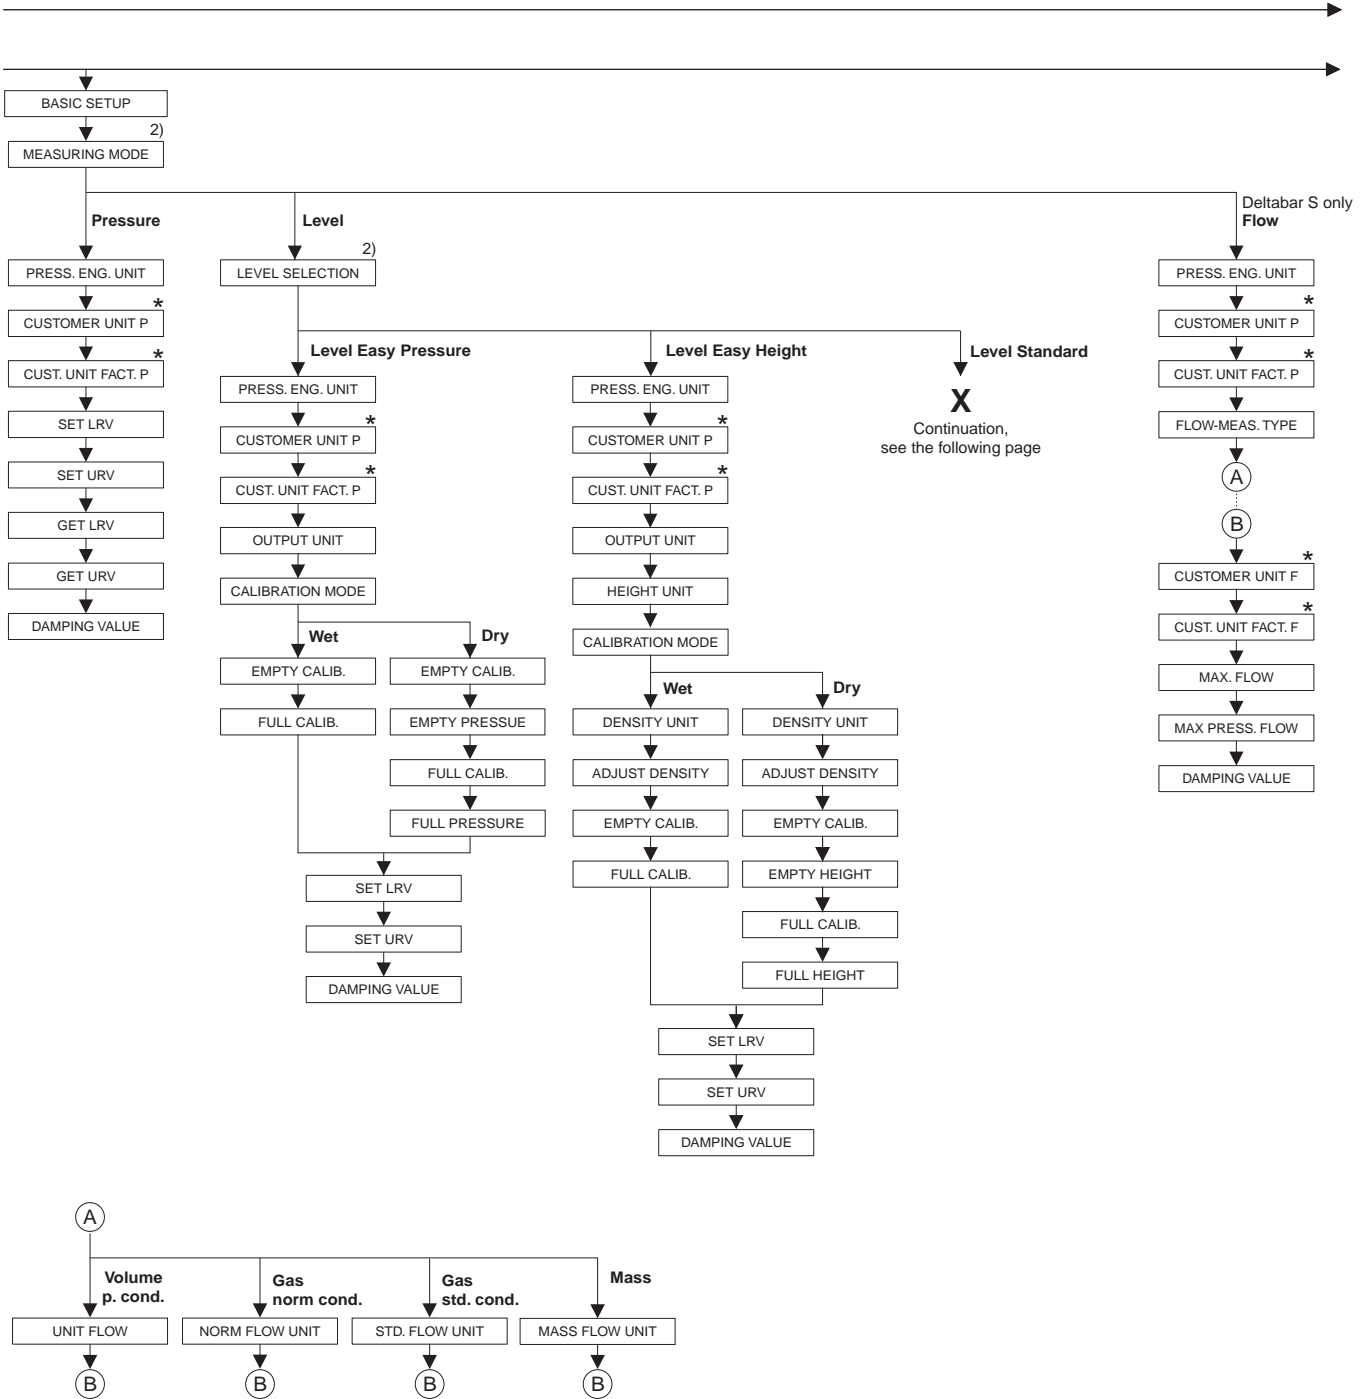 BASIC SETUP
2)
MEASURING MODE
Pressure
Level
Deltabar S only
Flow
PRESS. ENG. UNIT
*
CUSTOMER UNIT P
*
CUST. UNIT FACT. P
SET LRV
SET URV
GET LRV
GET URV
DAMPING VALUE
2)
LEVEL SELECTION
Level Easy Pressure
PRESS. ENG. UNIT
*
CUSTOMER UNIT P
*
CUST. UNIT FACT. P
OUTPUT UNIT
CALIBRATION MODE
Wet
EMPTY CALIB.
FULL CALIB.
Dry
EMPTY CALIB.
EMPTY PRESSUE
FULL CALIB.
FULL PRESSURE
SET LRV
SET URV
DAMPING VALUE
Level Easy Height
PRESS. ENG. UNIT
*
CUSTOMER UNIT P
*
CUST. UNIT FACT. P
OUTPUT UNIT
HEIGHT UNIT
CALIBRATION MODE
Wet
DENSITY UNIT
ADJUST DENSITY
EMPTY CALIB.
FULL CALIB.
Dry
DENSITY UNIT
ADJUST DENSITY
EMPTY CALIB.
EMPTY HEIGHT
FULL CALIB.
FULL HEIGHT
SET LRV
SET URV
DAMPING VALUE
Level Standard
X
Continuation,
see the following page
PRESS. ENG. UNIT
*
CUSTOMER UNIT P
*
CUST. UNIT FACT. P
FLOW-MEAS. TYPE
A
B
*
CUSTOMER UNIT F
*
CUST. UNIT FACT. F
MAX. FLOW
MAX PRESS. FLOW
DAMPING VALUE
A
Volume
p. cond.
UNIT FLOW
B
Gas
norm cond.
NORM FLOW UNIT
B
Gas
std. cond.
STD. FLOW UNIT
B
Mass
MASS FLOW UNIT
B